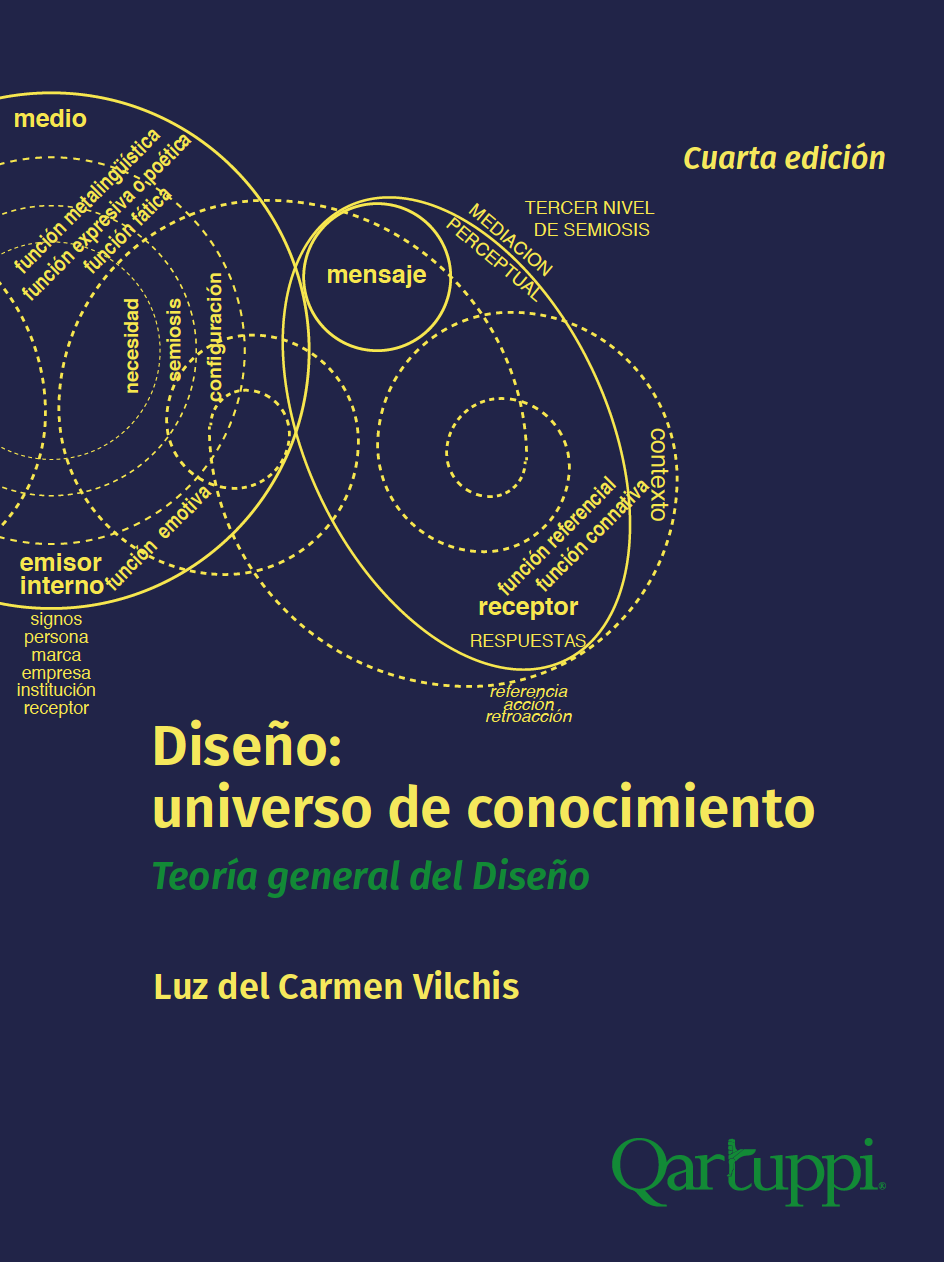 medio
Cuarta edición
función metalingüística
función expresiva o poética
función fática
TERCER NIVEL
DE SEMIOSIS
MEDIACION
PERCEPTUAL
mensaje
necesidad
semiosis
configuración
contexto
función referencial
función connativa
función emotiva
emisor
interno
receptor
RESPUESTAS
signos
persona
marca
empresa
institución
receptor
referencia
acción
retroacción
Diseño:
universo de conocimiento
Teoría general del Diseño
Luz del Carmen Vilchis
Qartuppi®